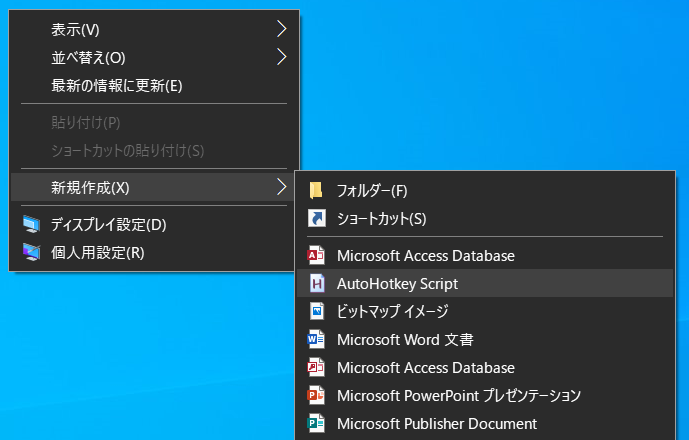 表示(V)
並べ替え(O)
最新の情報に更新(E)
貼り付け(P)
ショートカットの貼り付け(S)
新規作成(X)
ディスプレイ設定(D)
個人用設定(R)
フォルダー(F)
ショートカット(S)
Microsoft Access Database
AutoHotkey Script
ビットマップ イメージ
Microsoft Word 文書
Microsoft Access Database
Microsoft PowerPoint プレゼンテーション
Microsoft Publisher Document